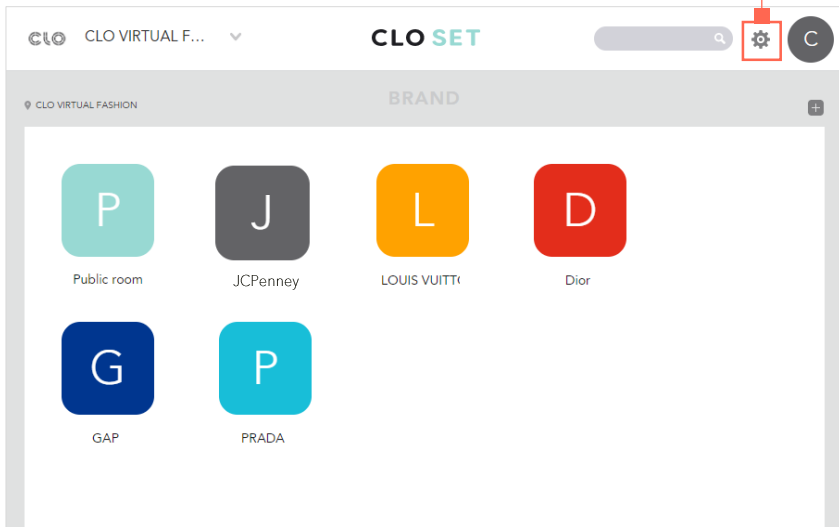 CLO CLO VIRTUAL F... CLO SET C
BRAND
CLO VIRTUAL FASHION
P J L D
Public room JCPenney LOUIS VUITT Dior
G P
GAP PRADA